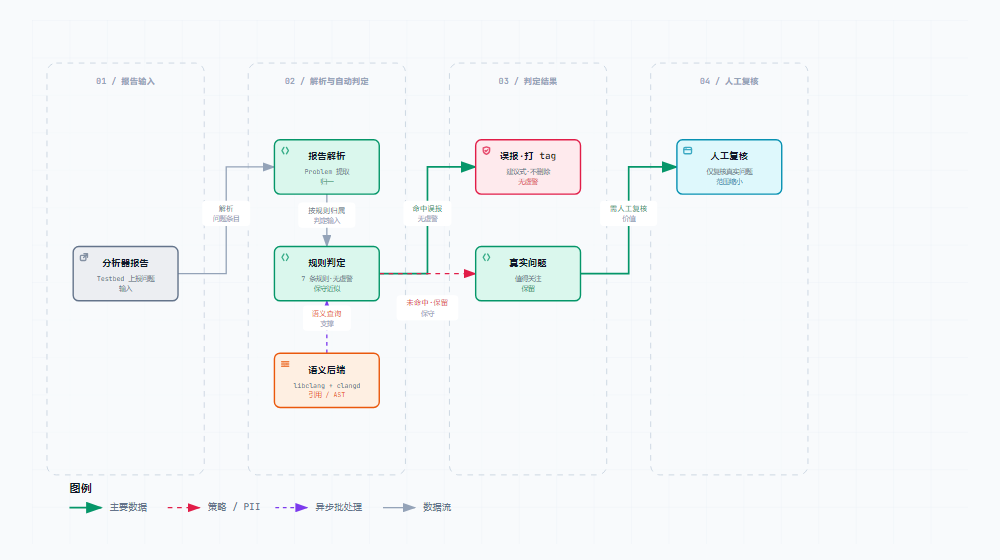 01 / 报告输入
02 / 解析与自动判定
03 / 判定结果
04 / 人工复核
报告解析
Problem 提取
归一
误报·打 tag
建议式·不删除
无虚警
人工复核
仅复核真实问题
范围缩小
解析
问题条目
按规则归属
判定输入
命中误报
无虚警
需人工复核
价值
分析器报告
Testbed 上报问题
输入
规则判定
7 条规则·无虚警
保守近似
真实问题
值得关注
保留
语义查询
支撑
未命中·保留
保守
语义后端
libclang + clangd
引用 / AST
图例
主要数据
策略 / PII
异步批处理
数据流